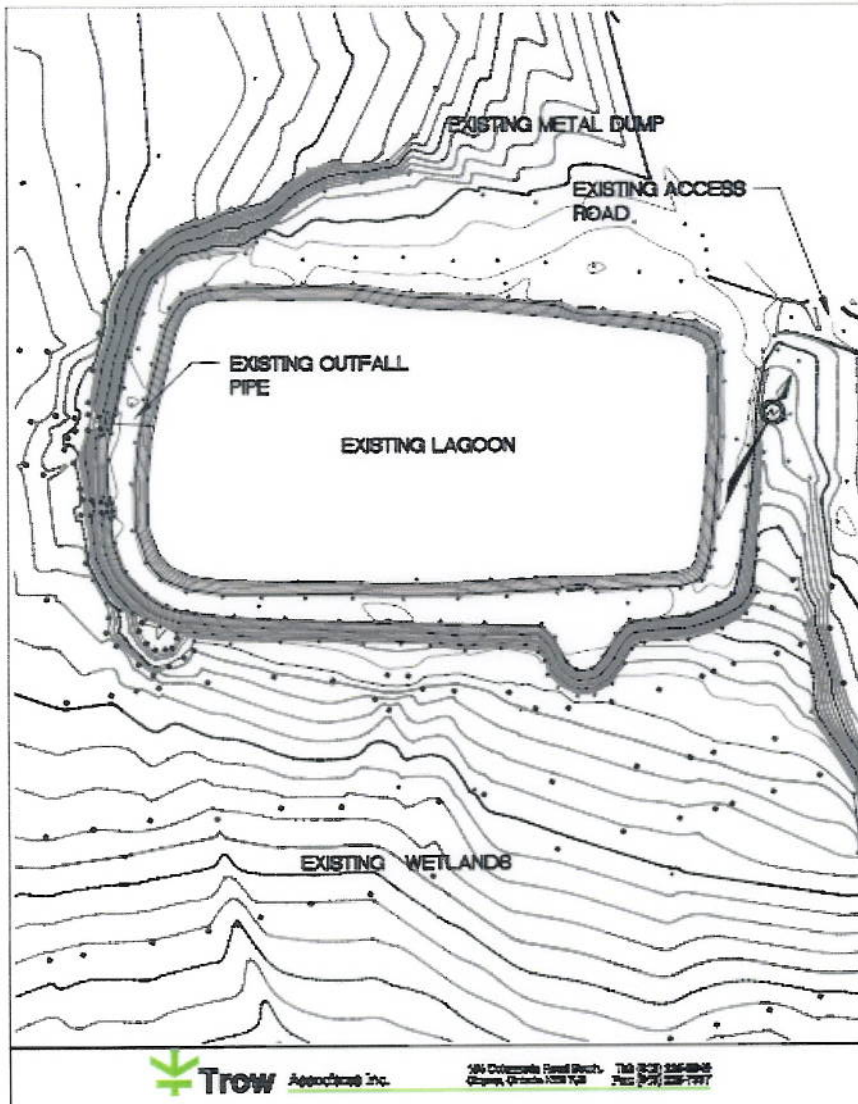 EXISTING METAL DUMP
EXISTING ACCESS
ROAD
EXISTING OUTFALL
PIPE
EXISTING LAGOON
EXISTING WETLANDS
Trow Associates Inc.